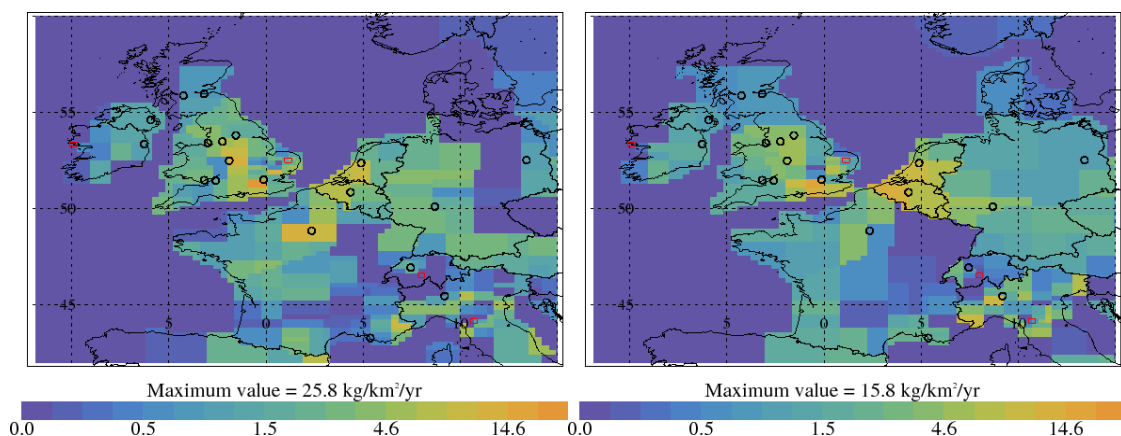 55 55
50 50
45 45
5 0 5 10 5 0 5 10
Maximum value = 25.8 kg/km²/yr Maximum value = 15.8 kg/km²/yr
0.0 0.5 1.5 4.6 14.6 0.0 0.5 1.5 4.6 14.6